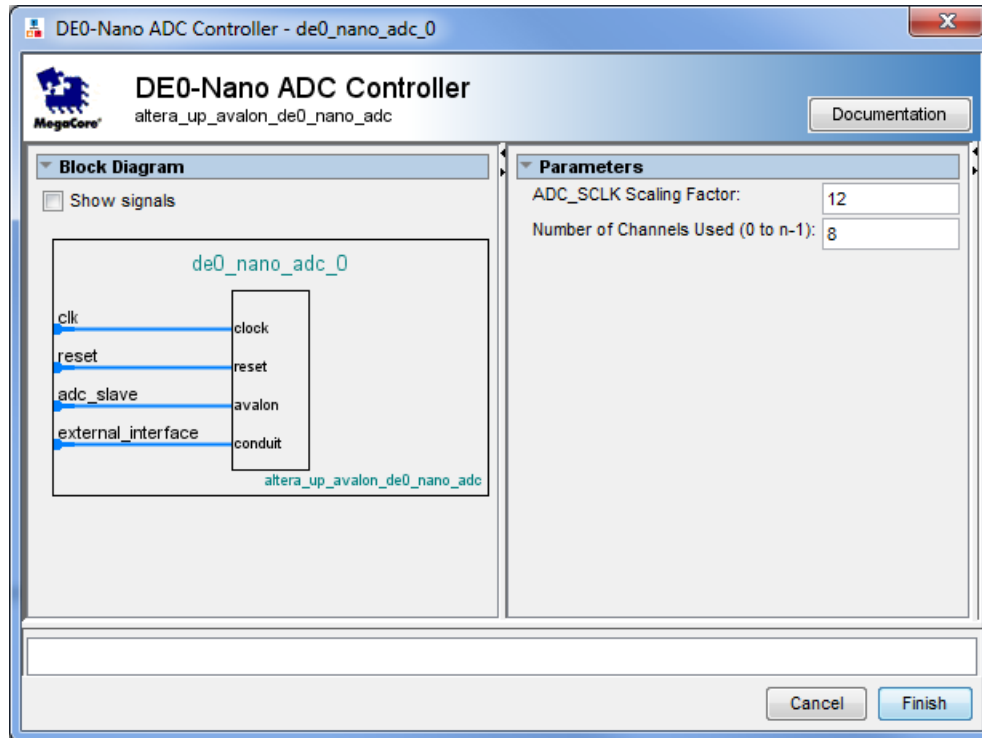 DE0-Nano ADC Controller - de0_nano_adc_0
DE0-Nano ADC Controller
altera_up_avalon_de0_nano_adc
MegaCore®
Documentation
Block Diagram
Show signals
de0_nano_adc_0
clk
clock
reset
reset
adc_slave
avalon
external_interface
conduit
altera_up_avalon_de0_nano_adc
Parameters
ADC_SCLK Scaling Factor: 12
Number of Channels Used (0 to n-1): 8
Cancel
Finish